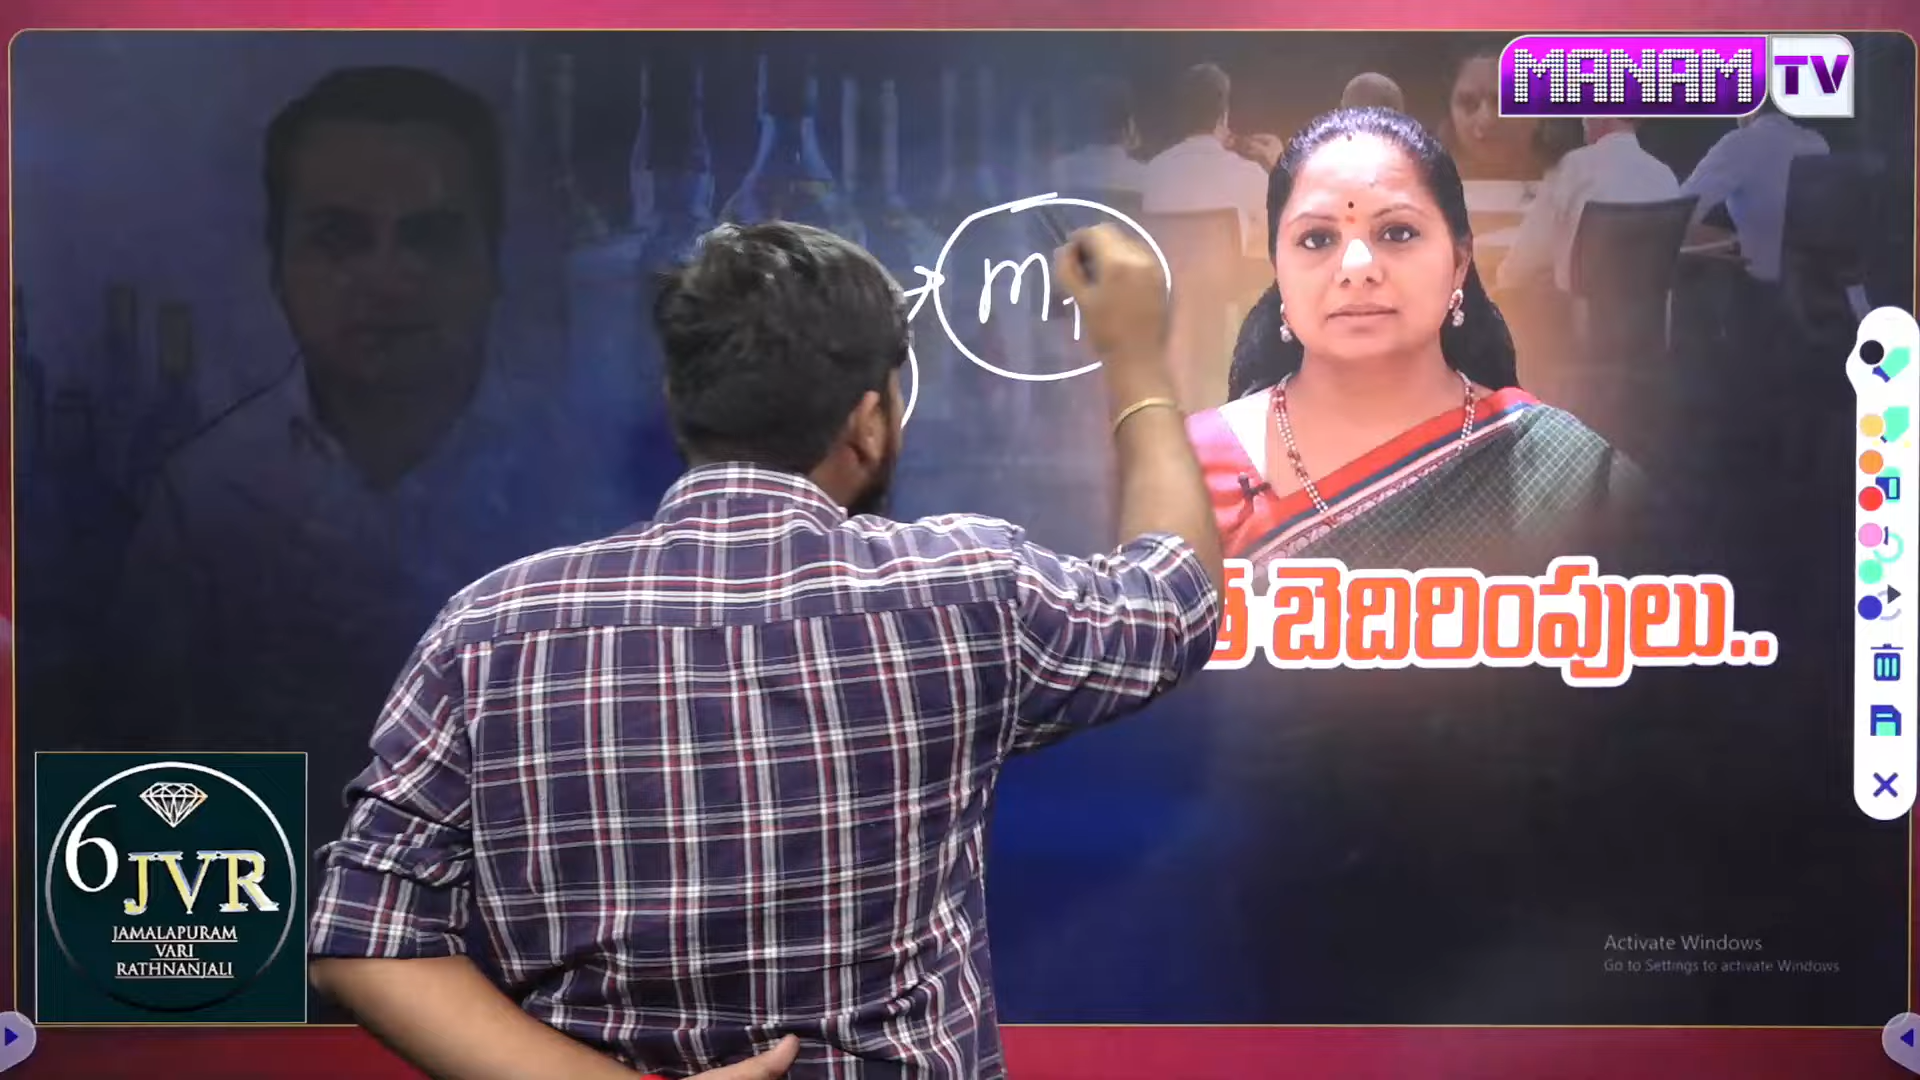 MANAM TV
m
బెదిరింపులు..
6 JVR
JAMALAPURAM
VARI
RATHNANJALI
Activate Windows
Go to Settings to activate Windows